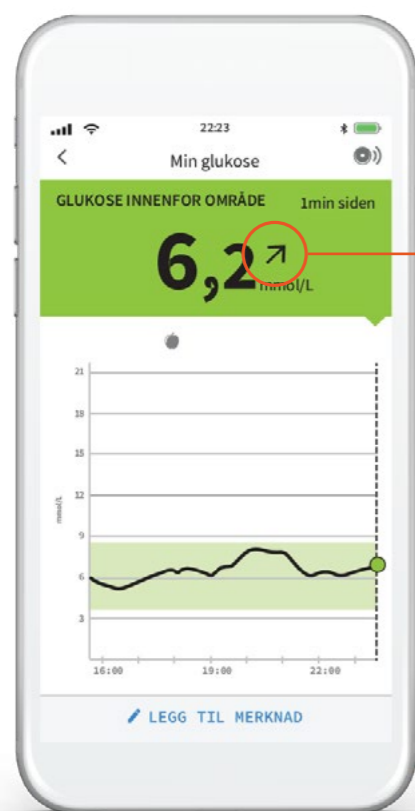 22:23
Min glukose
GLUKOSE INNENFOR OMRÅDE 1min siden
6,2
mmol/L
21
18
15
12
9
6
3
mmol/L
16:00 19:00 22:00
LEGG TIL MERKNAD